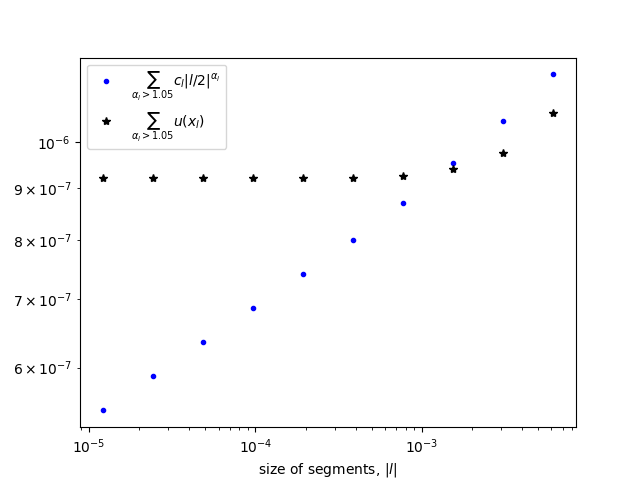 ∑_{α_l>1.05} c_l|l/2|^{α_l}
∑_{α_l>1.05} u(x_l)
10⁻⁶
9 × 10⁻⁷
8 × 10⁻⁷
7 × 10⁻⁷
6 × 10⁻⁷
10⁻⁵ 10⁻⁴ 10⁻³
size of segments, |l|